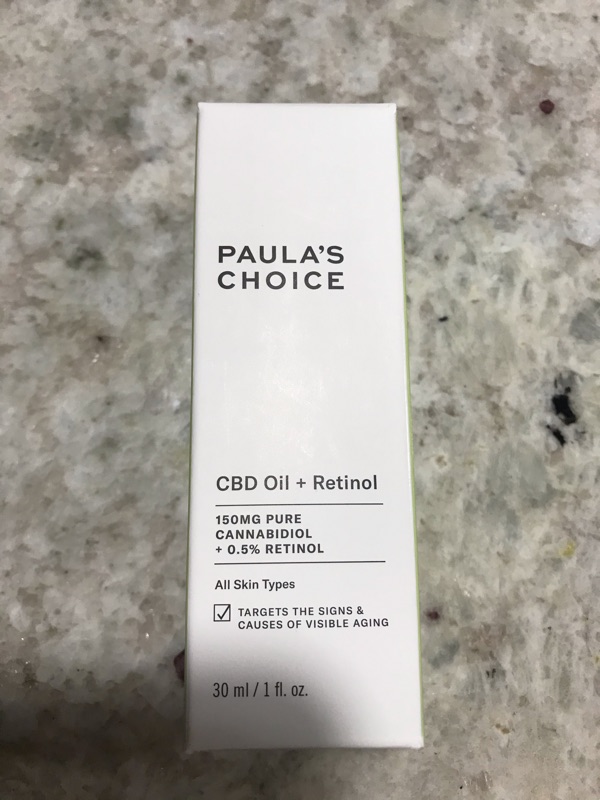 PAULA'S
CHOICE
CBD Oil + Retinol
150MG PURE
CANNABIDIOL
+ 0.5% RETINOL
All Skin Types
☑ TARGETS THE SIGNS &
CAUSES OF VISIBLE AGING
30 ml / 1 fl. oz.